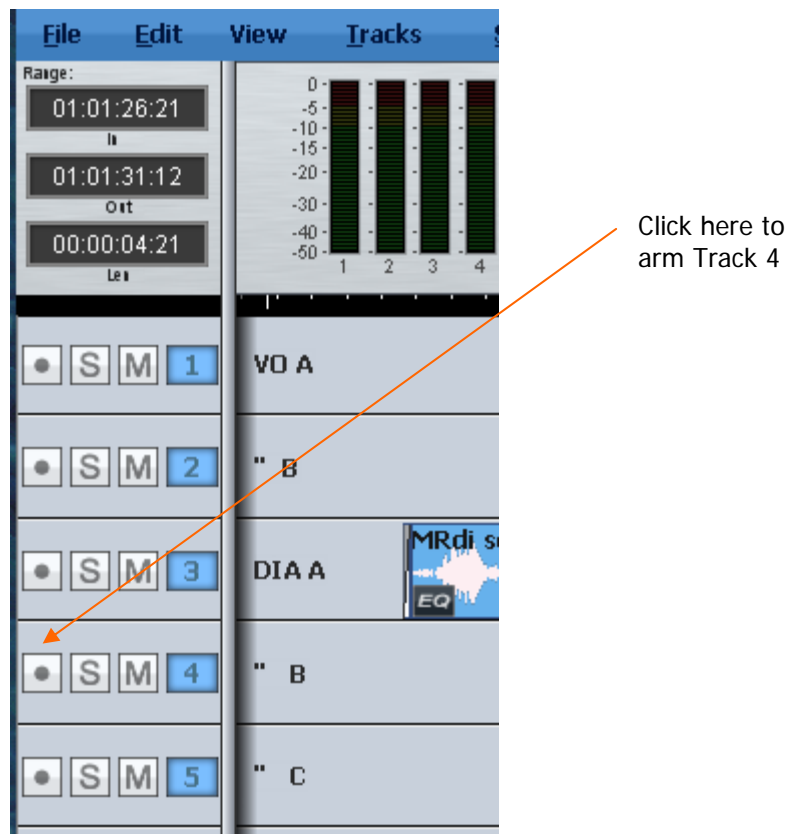 File Edit View Tracks
Range:
01:01:26:21
In
01:01:31:12
Out
00:00:04:21
Len
0
-5
-10
-15
-20
-30
-40
-50
1 2 3 4
Click here to
arm Track 4
S M 1 VO A
S M 2 " B
S M 3 DIA A
MRdi
EQ
S M 4 " B
S M 5 " C